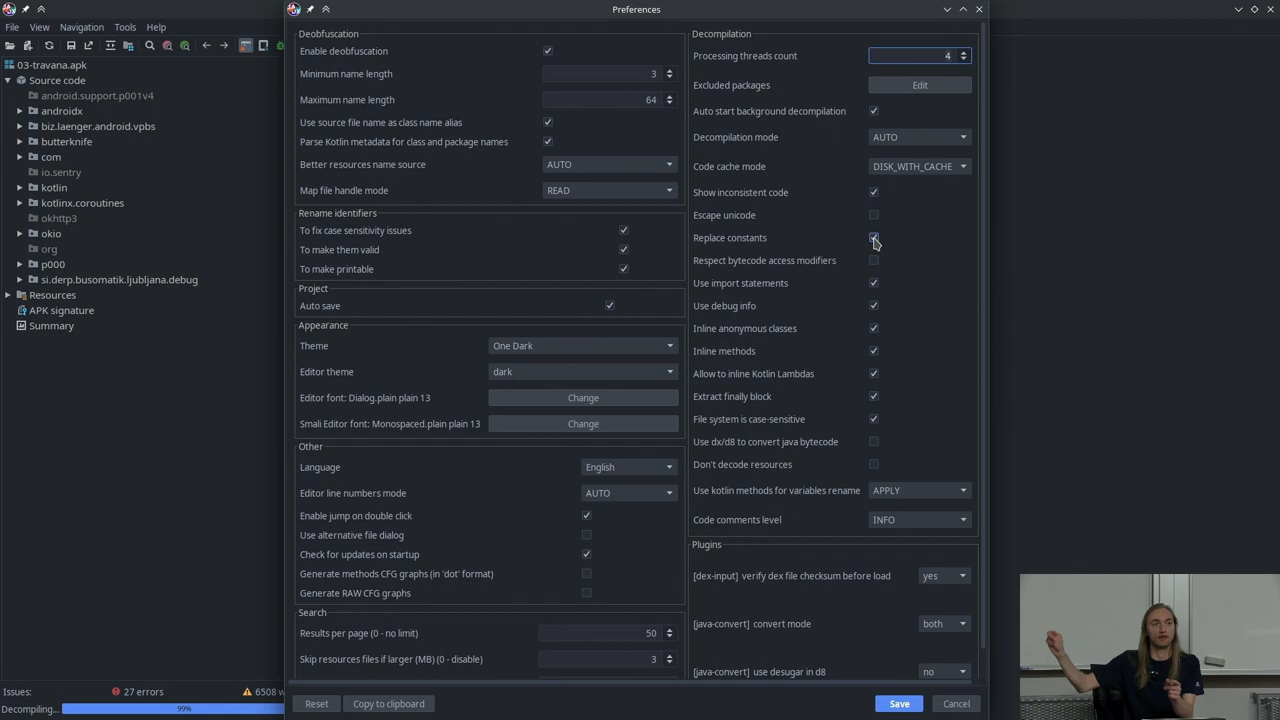 Preferences
File View Navigation Tools Help
03-travana.apk
Source code
android.support.p001v4
androidx
biz.laenger.android.vpbs
butterknife
com
io.sentry
kotlin
kotlinx.coroutines
okhttp3
okio
org
p000
si.derp.busomatik.ljubljana.debug
Resources
APK signature
Summary
Issues: 27 errors 6508 w
Decompiling... 99%
Deobfuscation
Enable deobfuscation
Minimum name length 3
Maximum name length 64
Use source file name as class name alias
Parse Kotlin metadata for class and package names
Better resources name source AUTO
Map file handle mode READ
Rename identifiers
To fix case sensitivity issues
To make them valid
To make printable
Project
Auto save
Appearance
Theme One Dark
Editor theme dark
Editor font: Dialog.plain plain 13 Change
Smali Editor font: Monospaced.plain plain 13 Change
Other
Language English
Editor line numbers mode AUTO
Enable jump on double click
Use alternative file dialog
Check for updates on startup
Generate methods CFG graphs (in 'dot' format)
Generate RAW CFG graphs
Search
Results per page (0 - no limit) 50
Skip resources files if larger (MB) (0 - disable) 3
Decompilation
Processing threads count 4
Excluded packages Edit
Auto start background decompilation
Decompilation mode AUTO
Code cache mode DISK_WITH_CACHE
Show inconsistent code
Escape unicode
Replace constants
Respect bytecode access modifiers
Use import statements
Use debug info
Inline anonymous classes
Inline methods
Allow to inline Kotlin Lambdas
Extract finally block
File system is case-sensitive
Use dx/d8 to convert java bytecode
Don't decode resources
Use kotlin methods for variables rename APPLY
Code comments level INFO
Plugins
[dex-input] verify dex file checksum before load yes
[java-convert] convert mode both
[java-convert] use desugar in d8 no
Reset Copy to clipboard Save Cancel